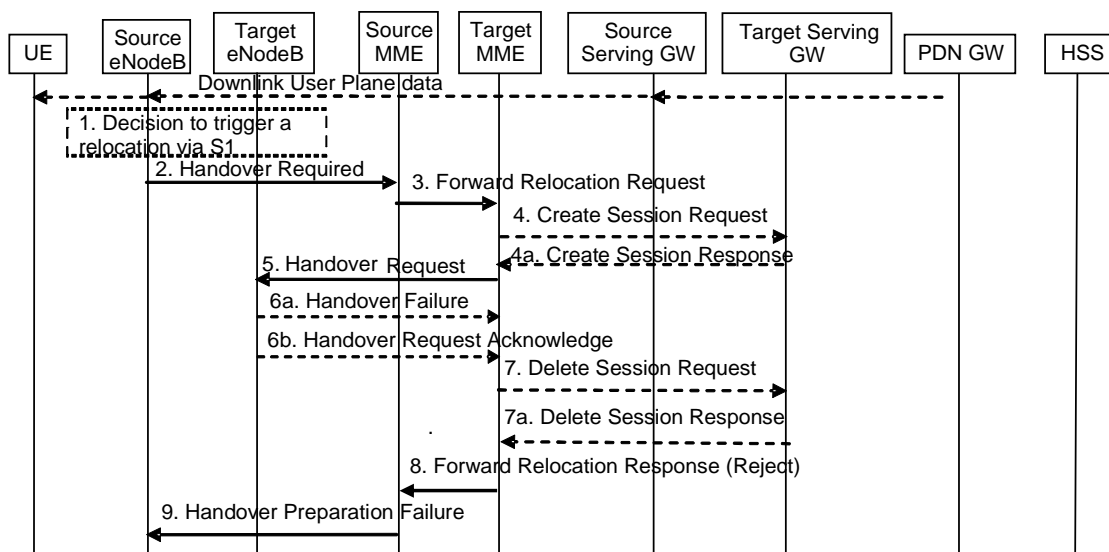 UE
Source
eNodeB
Target
eNodeB
Source
MME
Target
MME
Source
Serving GW
Target Serving
GW
PDN GW
HSS
Downlink User Plane data
1. Decision to trigger a
relocation via S1
2. Handover Required
3. Forward Relocation Request
4. Create Session Request
4a. Create Session Response
5. Handover Request
6a. Handover Failure
6b. Handover Request Acknowledge
7. Delete Session Request
7a. Delete Session Response
.
8. Forward Relocation Response (Reject)
9. Handover Preparation Failure